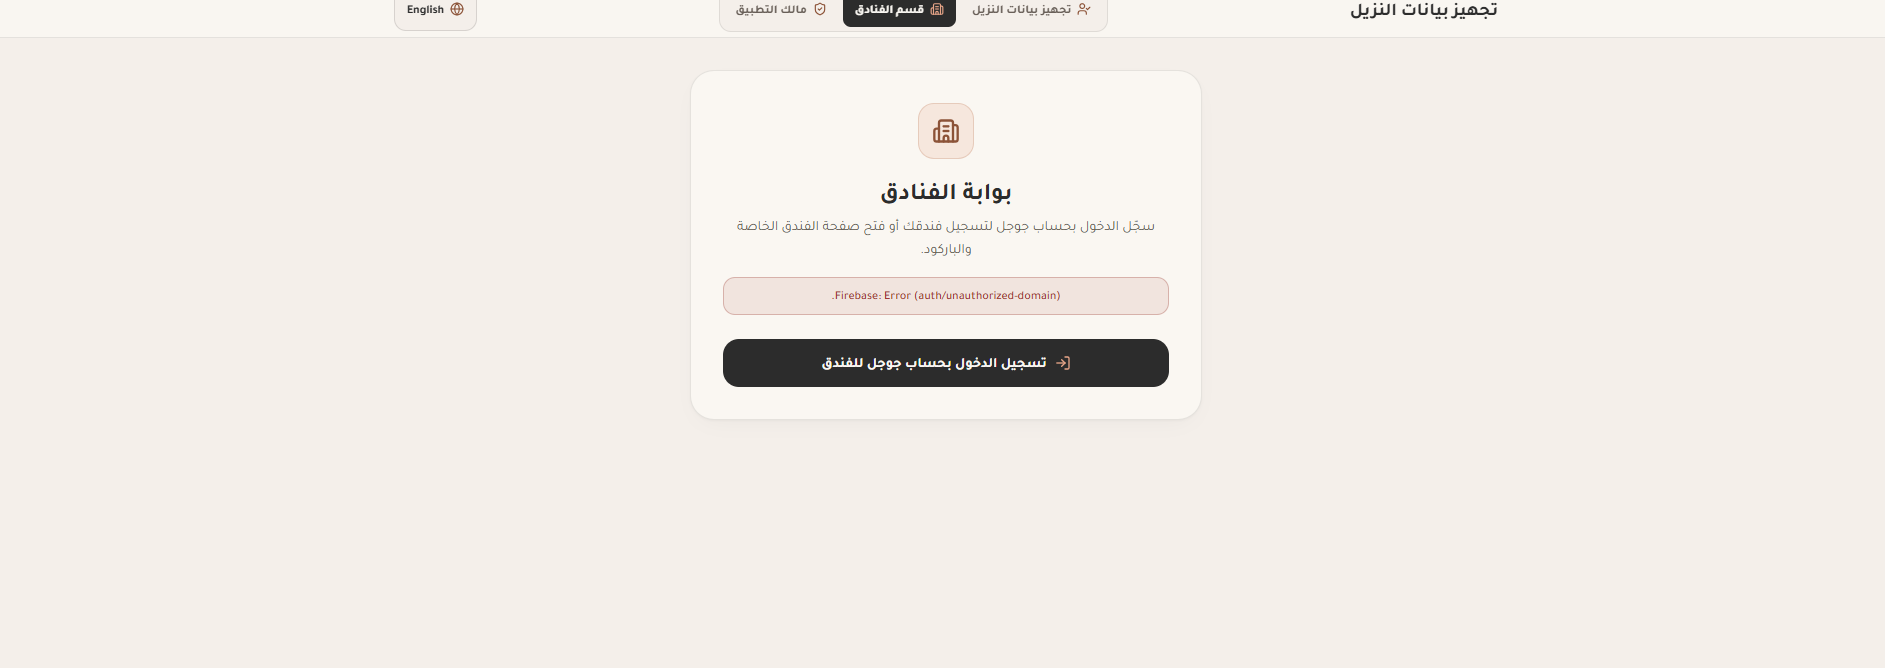 تجهيز بيانات النزيل
تجهيز بيانات النزيل
قسم الفنادق
مالك التطبيق
English
بوابة الفنادق
سجّل الدخول بحساب جوجل لتسجيل فندقك أو فتح صفحة الفندق الخاصة
والباركود.
Firebase: Error (auth/unauthorized-domain).
تسجيل الدخول بحساب جوجل للفندق